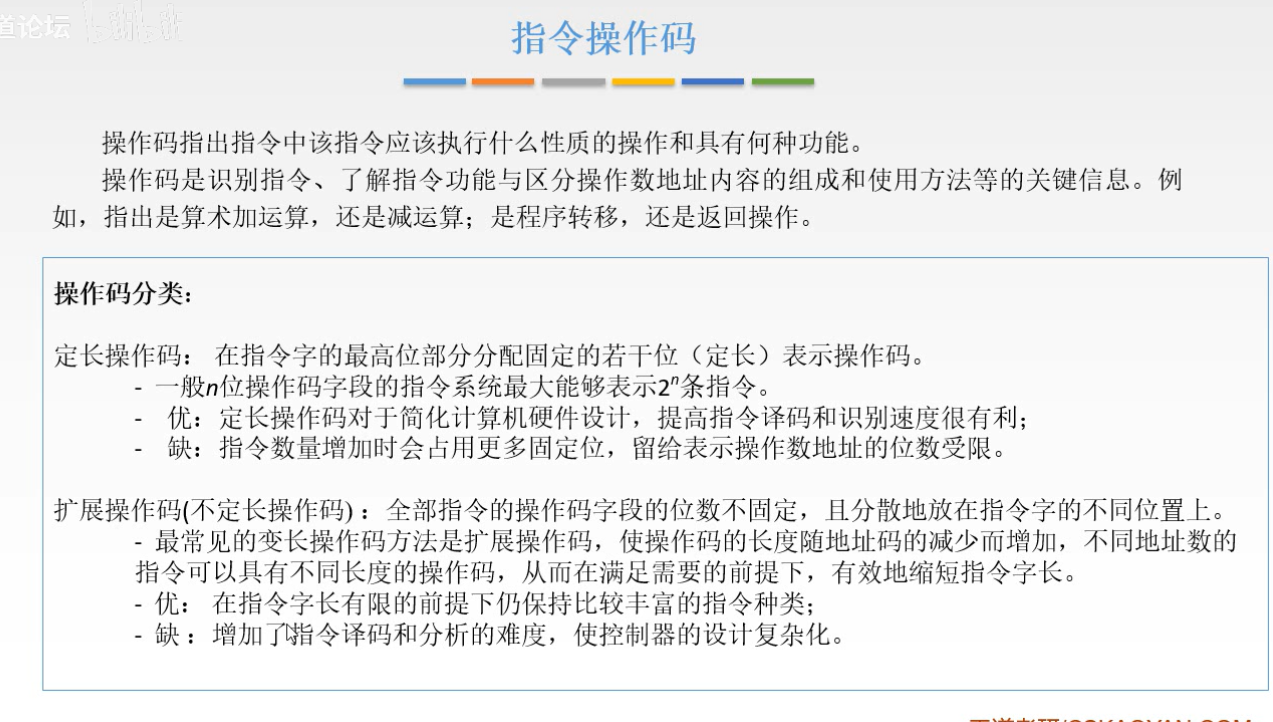 道论坛
指令操作码
操作码指出指令中该指令应该执行什么性质的操作和具有何种功能。
操作码是识别指令、了解指令功能与区分操作数地址内容的组成和使用方法等的关键信息。例
如，指出是算术加运算，还是减运算；是程序转移，还是返回操作。
操作码分类：
定长操作码： 在指令字的最高位部分分配固定的若干位（定长）表示操作码。
- 一般n位操作码字段的指令系统最大能够表示2ⁿ条指令。
- 优：定长操作码对于简化计算机硬件设计，提高指令译码和识别速度很有利；
- 缺：指令数量增加时会占用更多固定位，留给表示操作数地址的位数受限。
扩展操作码(不定长操作码)：全部指令的操作码字段的位数不固定，且分散地放在指令字的不同位置上。
- 最常见的变长操作码方法是扩展操作码，使操作码的长度随地址码的减少而增加，不同地址数的
指令可以具有不同长度的操作码，从而在满足需要的前提下，有效地缩短指令字长。
- 优： 在指令字长有限的前提下仍保持比较丰富的指令种类；
- 缺 ：增加了指令译码和分析的难度，使控制器的设计复杂化。